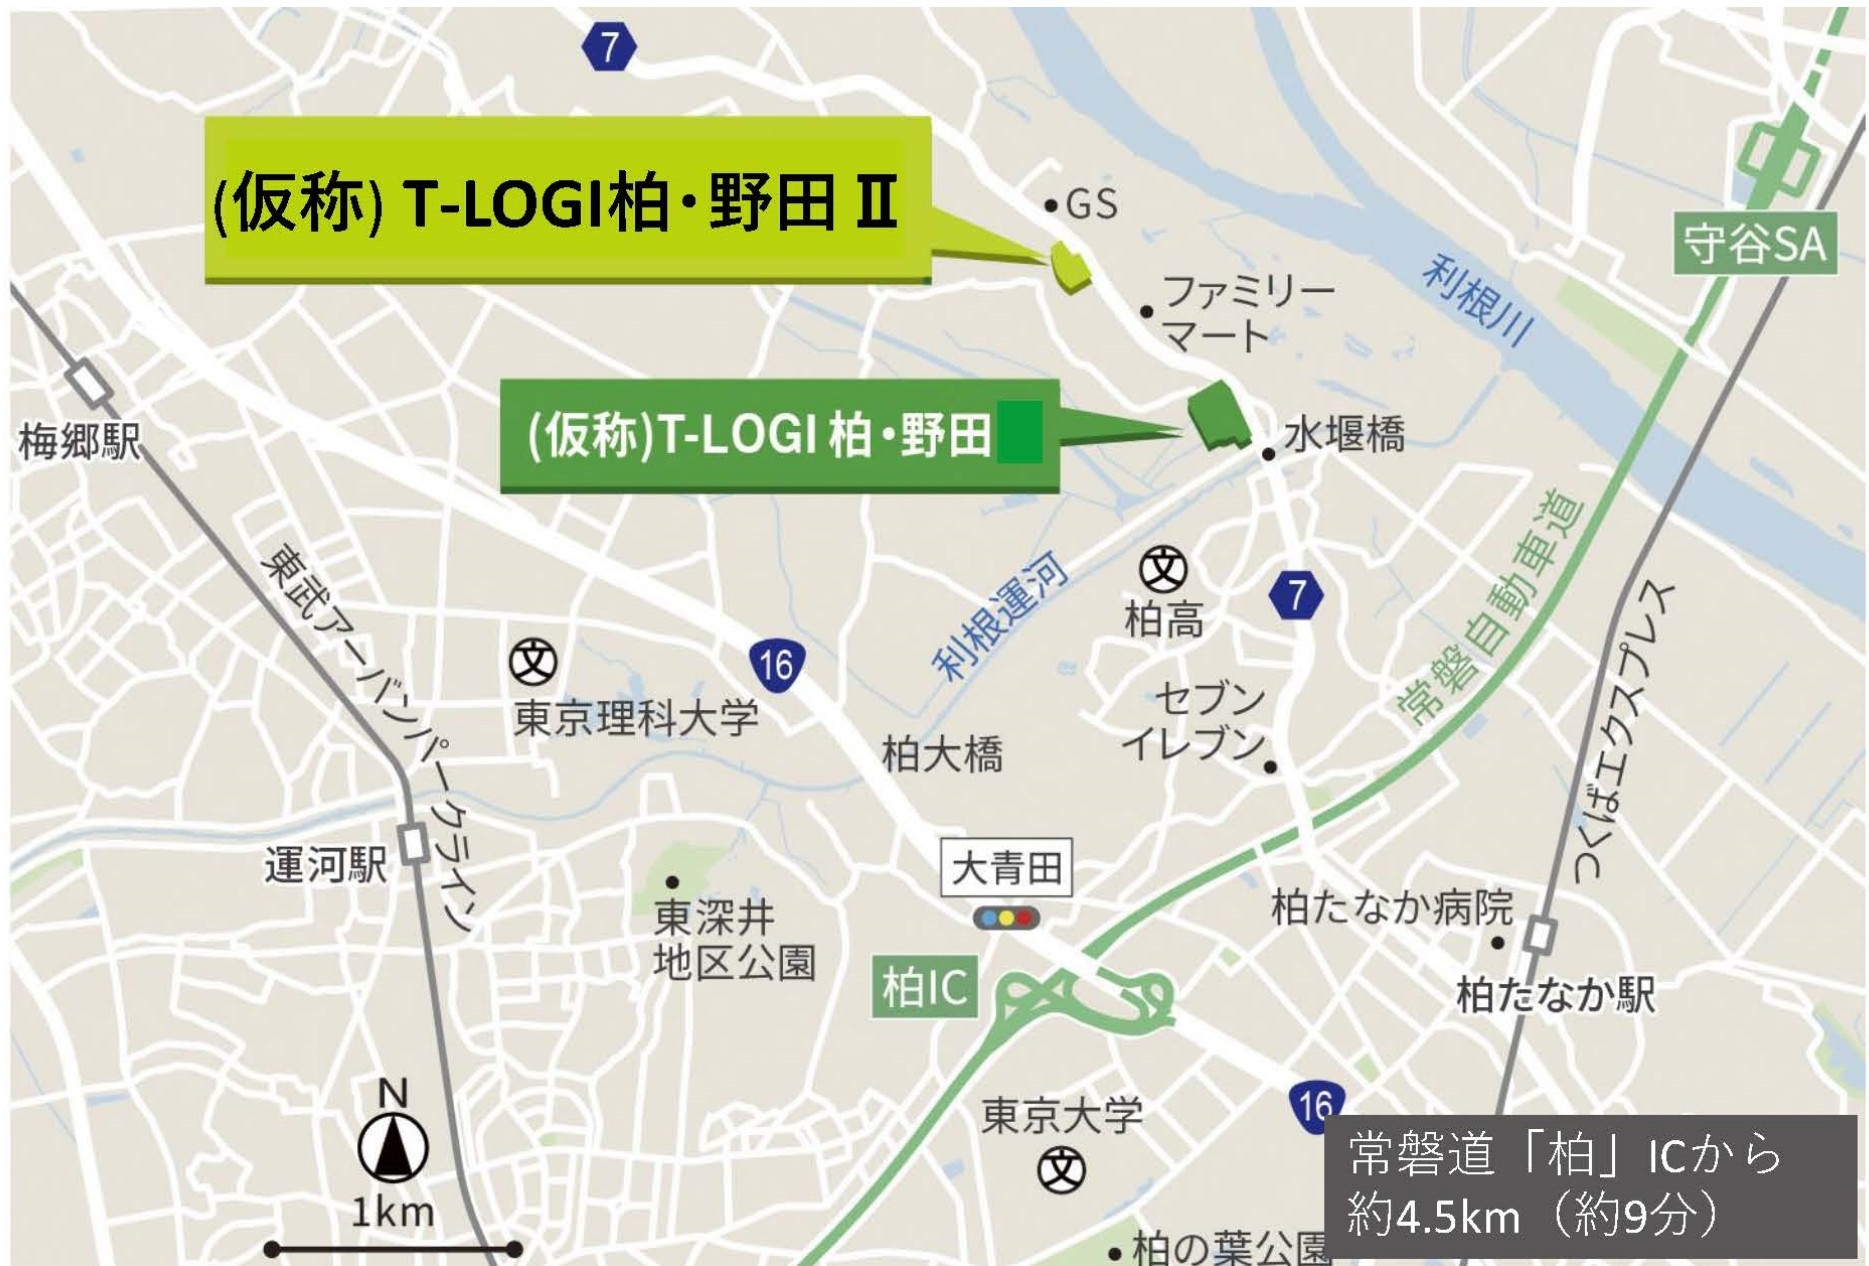 7
(仮称) T-LOGI柏・野田Ⅱ
GS
守谷SA
利根川
ファミリー
マート
(仮称)T-LOGI 柏・野田
水堰橋
梅郷駅
東武アーバンパークライン
利根運河
柏高
7
常磐自動車道
つくばエクスプレス
16
東京理科大学
セブン
イレブン
柏大橋
運河駅
大青田
東深井
地区公園
柏たなか病院
柏IC
柏たなか駅
N
1km
東京大学
16
常磐道「柏」ICから
約4.5km（約9分）
柏の葉公園
文
文
文